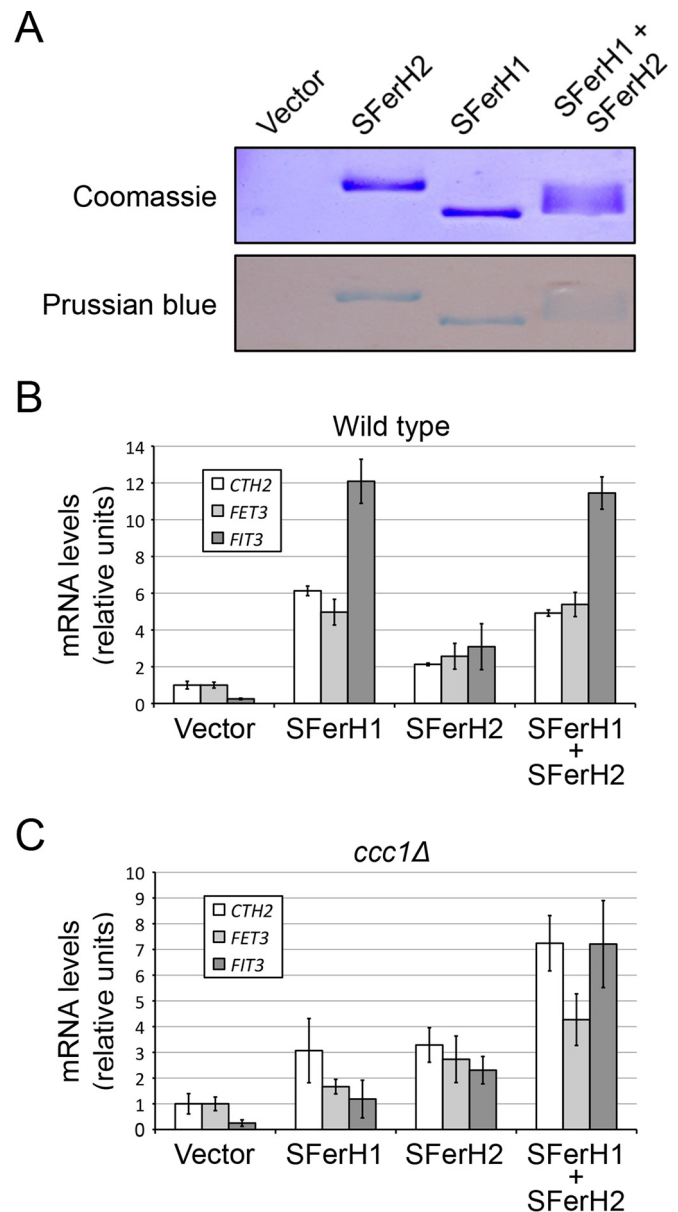 A
Vector
SFerH2
SFerH1
SFerH1 +
SFerH2
Coomassie
Prussian blue
B
Wild type
mRNA levels
(relative units)
14
12
10
8
6
4
2
0
CTH2
FET3
FIT3
Vector
SFerH1
SFerH2
SFerH1
+
SFerH2
C
ccc1Δ
mRNA levels
(relative units)
10
9
8
7
6
5
4
3
2
1
0
CTH2
FET3
FIT3
Vector
SFerH1
SFerH2
SFerH1
+
SFerH2